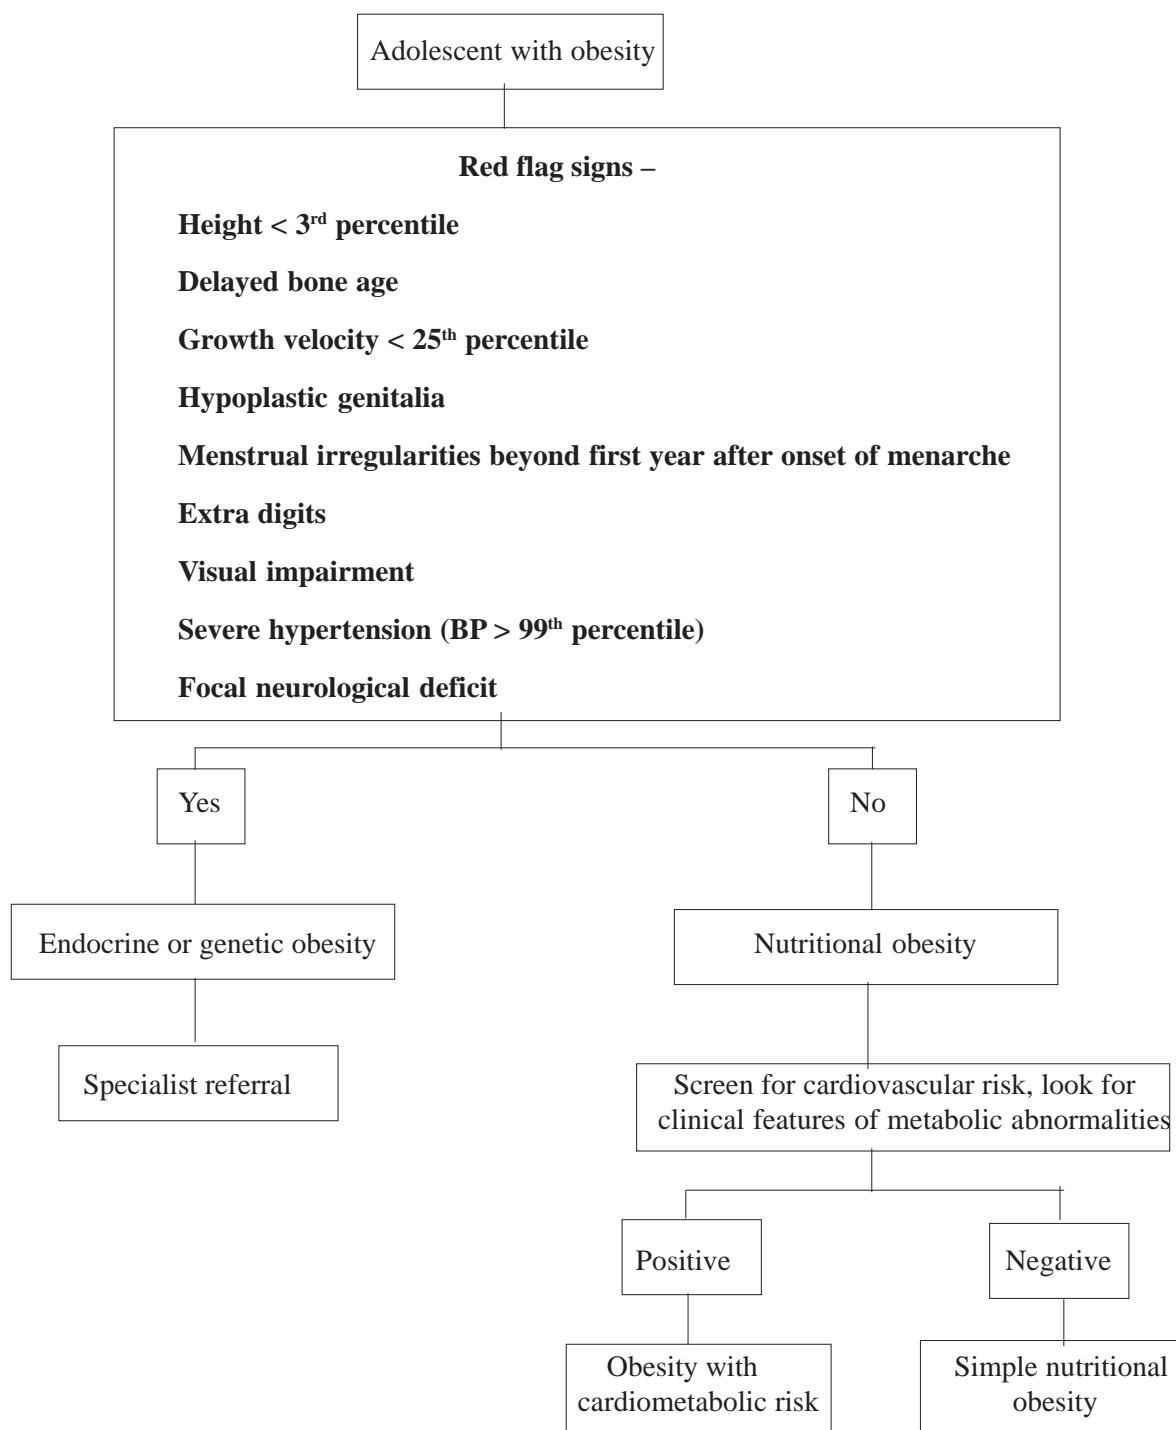 Adolescent with obesity
Red flag signs –
Height < 3rd percentile
Delayed bone age
Growth velocity < 25th percentile
Hypoplastic genitalia
Menstrual irregularities beyond first year after onset of menarche
Extra digits
Visual impairment
Severe hypertension (BP > 99th percentile)
Focal neurological deficit
Yes
No
Endocrine or genetic obesity
Nutritional obesity
Specialist referral
Screen for cardiovascular risk, look for
clinical features of metabolic abnormalities
Positive
Negative
Obesity with
cardiometabolic risk
Simple nutritional
obesity